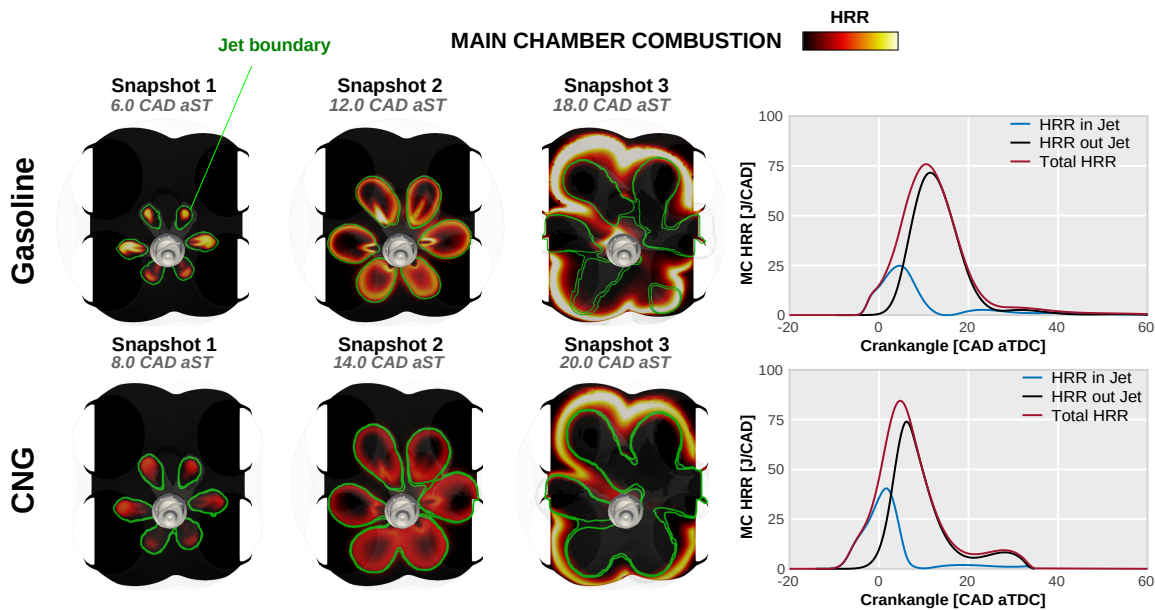 HRR
MAIN CHAMBER COMBUSTION
Jet boundary
Snapshot 1
6.0 CAD aST
Snapshot 2
12.0 CAD aST
Snapshot 3
18.0 CAD aST
Gasoline
MC HRR [J/CAD]
100
75
50
25
0
-20
0
20
40
60
Crankangle [CAD aTDC]
HRR in Jet
HRR out Jet
Total HRR
Snapshot 1
8.0 CAD aST
Snapshot 2
14.0 CAD aST
Snapshot 3
20.0 CAD aST
CNG
MC HRR [J/CAD]
100
75
50
25
0
-20
0
20
40
60
Crankangle [CAD aTDC]
HRR in Jet
HRR out Jet
Total HRR